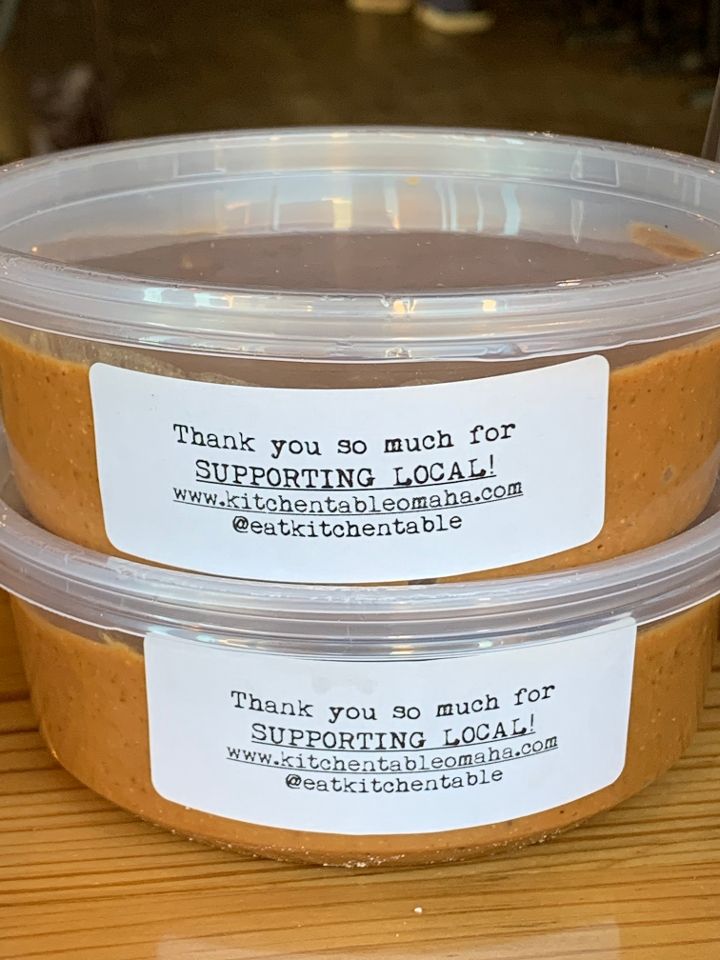 Thank you so much for
SUPPORTING LOCAL!
www.kitchentableomaha.com
@eatkitchentable
Thank you so much for
SUPPORTING LOCAL!
www.kitchentableomaha.com
@eatkitchentable